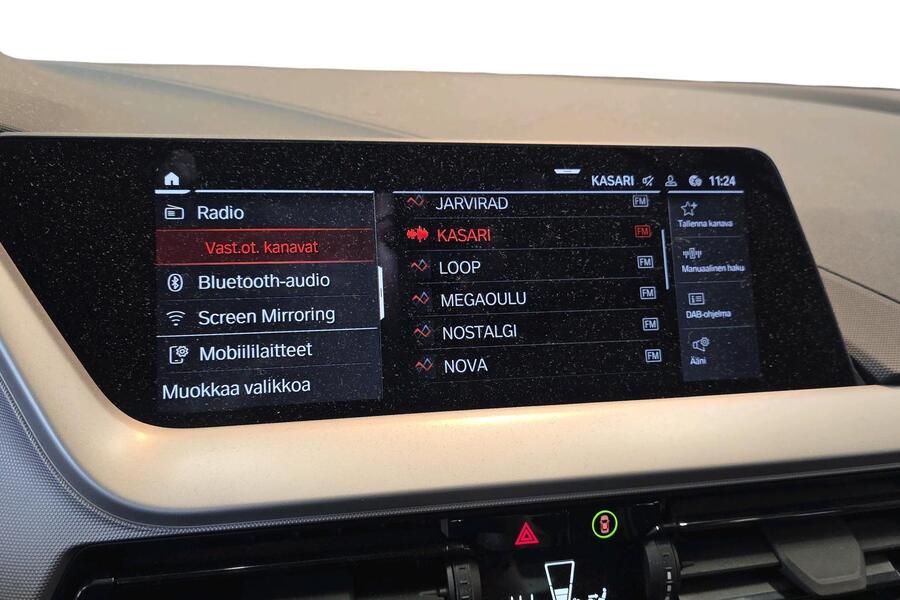 KASARI 11:24
Radio
Vast.ot. kanavat
Bluetooth-audio
Screen Mirroring
Mobiililaitteet
Muokkaa valikkoa
JARVIRAD FM
KASARI FM
LOOP FM
MEGAOULU FM
NOSTALGI FM
NOVA FM
Tallenna kanava
Manuaalinen haku
DAB-ohjelma
Ääni